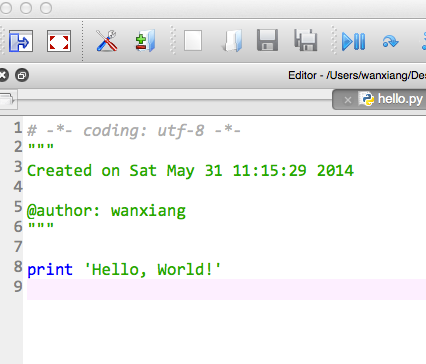 Editor - /Users/wanxiang/De
hello.py
1 # -*- coding: utf-8 -*-
2 """
3 Created on Sat May 31 11:15:29 2014
4
5 @author: wanxiang
6 """
7
8 print 'Hello, World!'
9